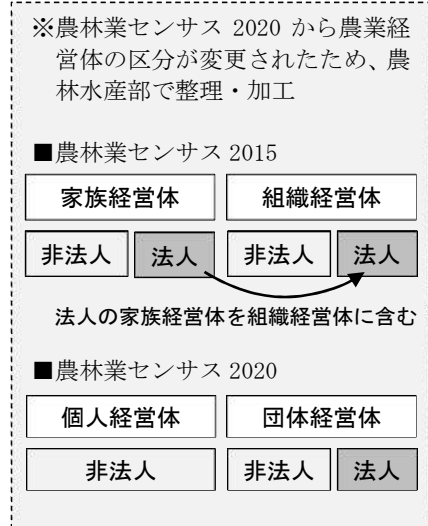 ※農林業センサス 2020 から農業経
営体の区分が変更されたため、農
林水産部で整理・加工
■農林業センサス 2015
家族経営体 組織経営体
非法人 法人 非法人 法人
法人の家族経営体を組織経営体に含む
■農林業センサス 2020
個人経営体 団体経営体
非法人 非法人 法人